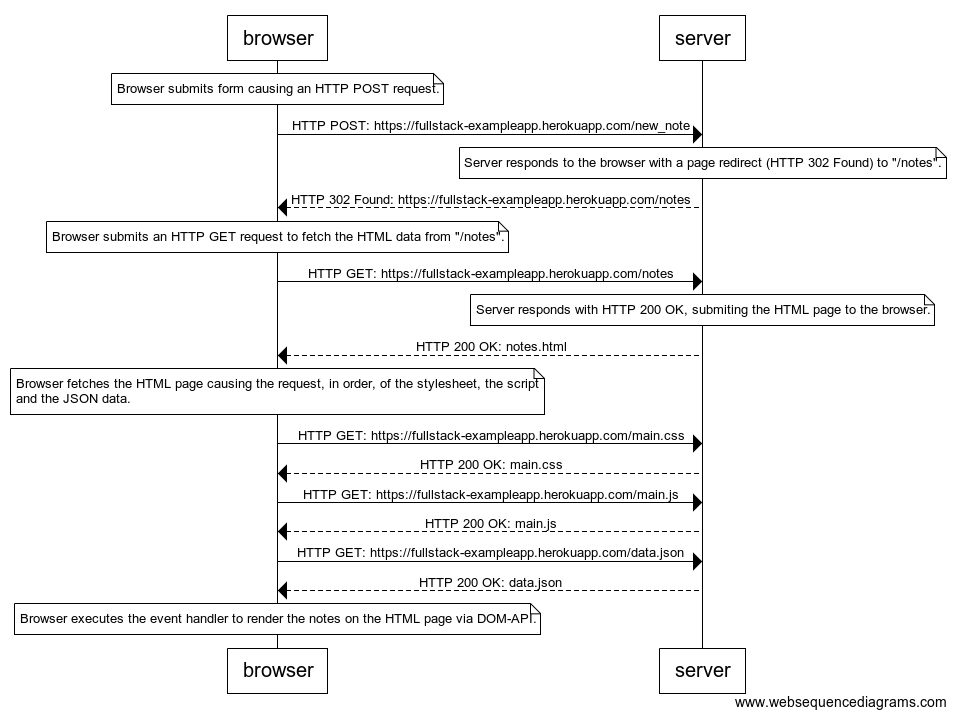 browser
server
Browser submits form causing an HTTP POST request.
HTTP POST: https://fullstack-exampleapp.herokuapp.com/new_note
Server responds to the browser with a page redirect (HTTP 302 Found) to "/notes".
HTTP 302 Found: https://fullstack-exampleapp.herokuapp.com/notes
Browser submits an HTTP GET request to fetch the HTML data from "/notes".
HTTP GET: https://fullstack-exampleapp.herokuapp.com/notes
Server responds with HTTP 200 OK, submiting the HTML page to the browser.
HTTP 200 OK: notes.html
Browser fetches the HTML page causing the request, in order, of the stylesheet, the script
and the JSON data.
HTTP GET: https://fullstack-exampleapp.herokuapp.com/main.css
HTTP 200 OK: main.css
HTTP GET: https://fullstack-exampleapp.herokuapp.com/main.js
HTTP 200 OK: main.js
HTTP GET: https://fullstack-exampleapp.herokuapp.com/data.json
HTTP 200 OK: data.json
Browser executes the event handler to render the notes on the HTML page via DOM-API.
browser
server
www.websequencediagrams.com